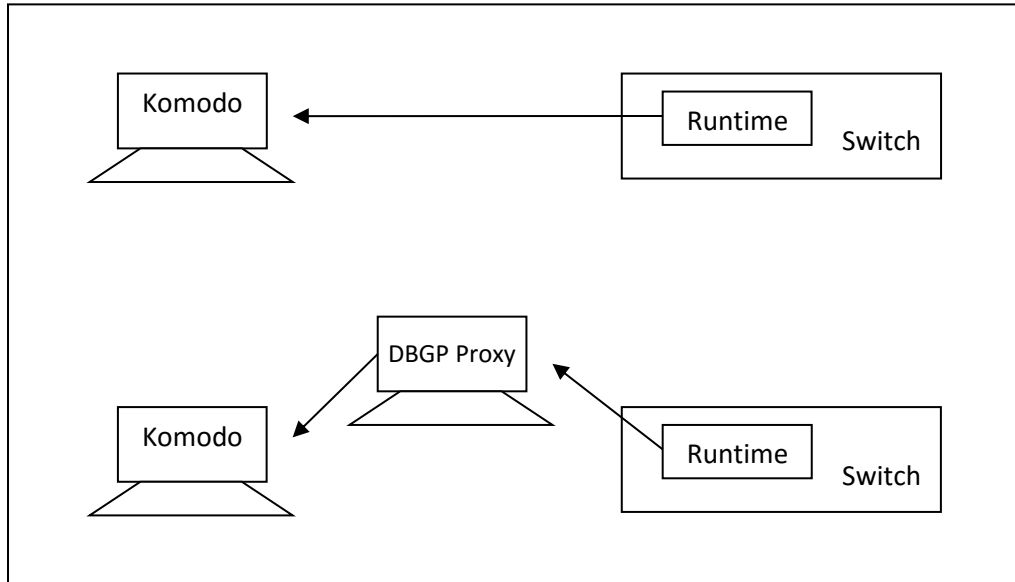 Komodo
Runtime
Switch
DBGP Proxy
Komodo
Runtime
Switch